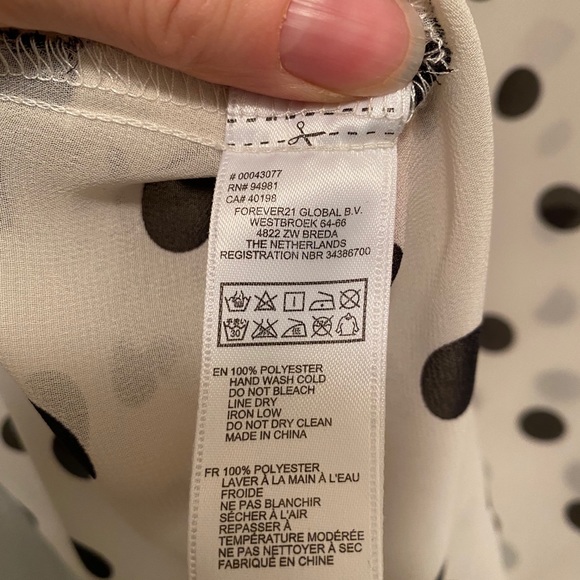 # 00043077
RN# 94981
CA# 40198
FOREVER21 GLOBAL B.V.
WESTBROEK 64-66
4822 ZW BREDA
THE NETHERLANDS
REGISTRATION NBR 34386700
30
EN 100% POLYESTER
HAND WASH COLD
DO NOT BLEACH
LINE DRY
IRON LOW
DO NOT DRY CLEAN
MADE IN CHINA
FR 100% POLYESTER
LAVER À LA MAIN À L'EAU
FROIDE
NE PAS BLANCHIR
SÉCHER À L'AIR
REPASSER À
TEMPÉRATURE MODÉRÉE
NE PAS NETTOYER À SEC
FABRIQUÉ EN CHINE